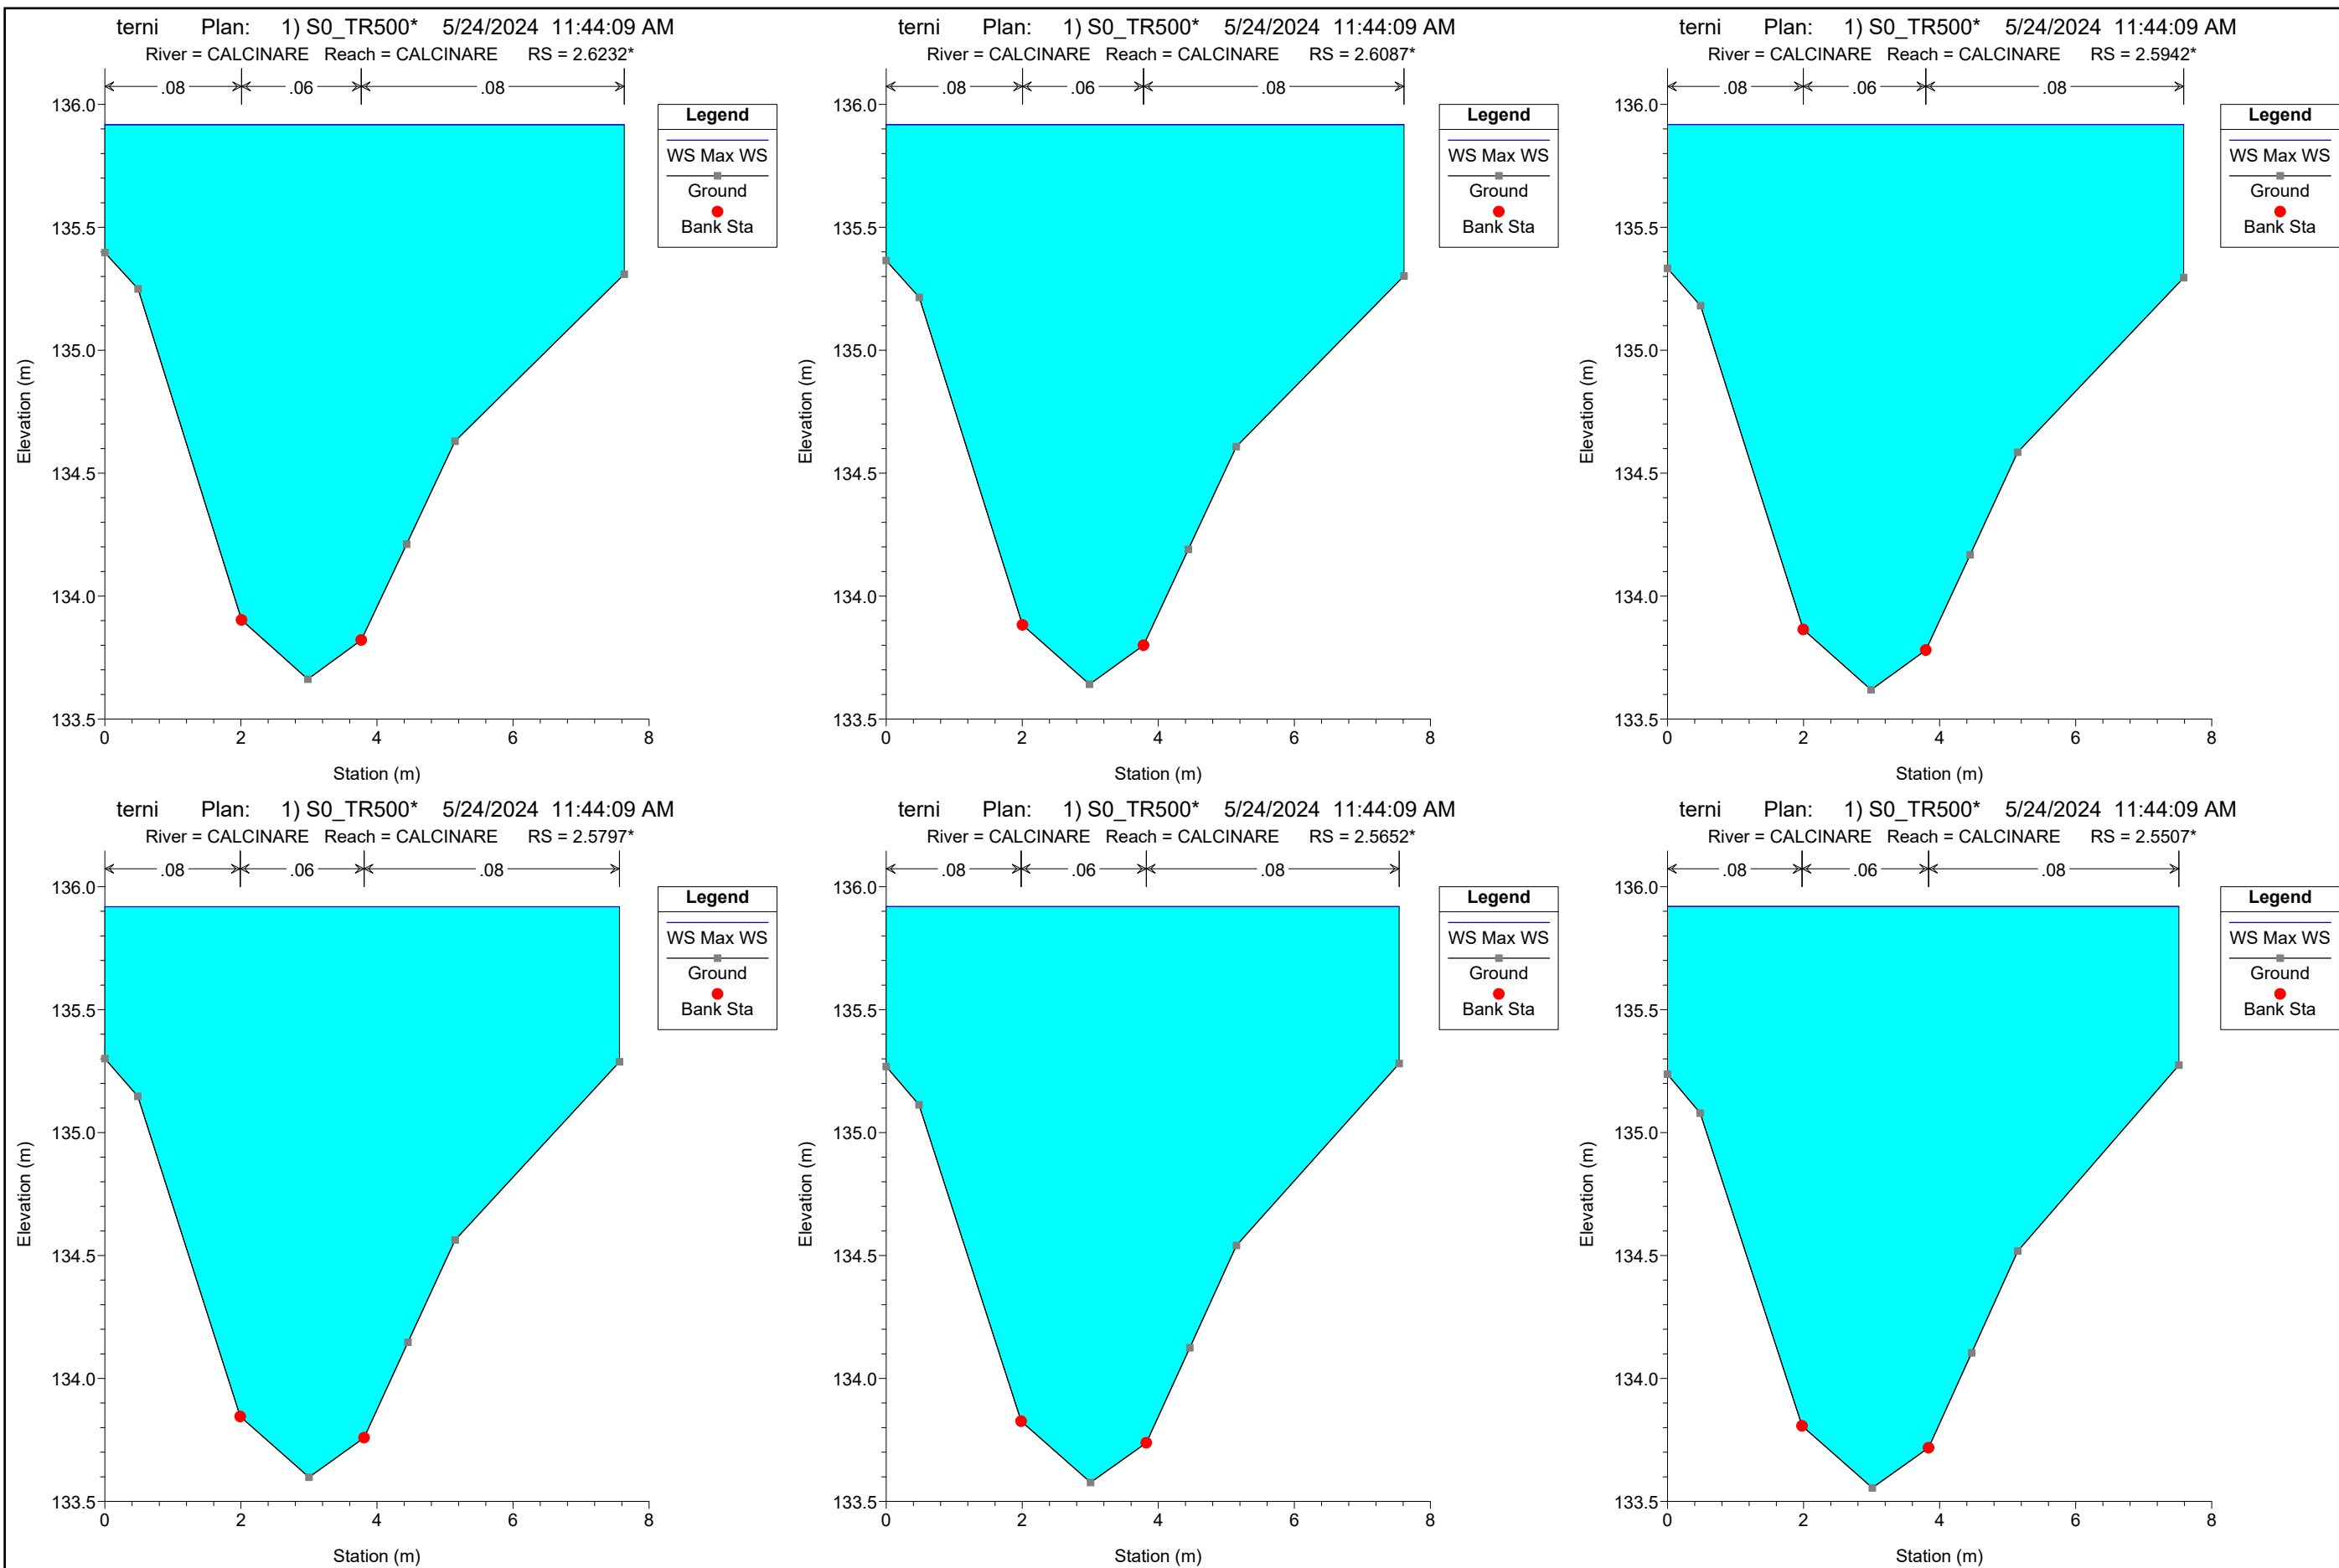 terni Plan: 1) S0_TR500* 5/24/2024 11:44:09 AM
River = CALCINARE Reach = CALCINARE RS = 2.6232*
.08 .06 .08
136.0
135.5
135.0
134.5
134.0
133.5
Elevation (m)
0 2 4 6 8
Station (m)
Legend
WS Max WS
Ground
Bank Sta
terni Plan: 1) S0_TR500* 5/24/2024 11:44:09 AM
River = CALCINARE Reach = CALCINARE RS = 2.6087*
.08 .06 .08
136.0
135.5
135.0
134.5
134.0
133.5
Elevation (m)
0 2 4 6 8
Station (m)
Legend
WS Max WS
Ground
Bank Sta
terni Plan: 1) S0_TR500* 5/24/2024 11:44:09 AM
River = CALCINARE Reach = CALCINARE RS = 2.5942*
.08 .06 .08
136.0
135.5
135.0
134.5
134.0
133.5
Elevation (m)
0 2 4 6 8
Station (m)
Legend
WS Max WS
Ground
Bank Sta
terni Plan: 1) S0_TR500* 5/24/2024 11:44:09 AM
River = CALCINARE Reach = CALCINARE RS = 2.5797*
.08 .06 .08
136.0
135.5
135.0
134.5
134.0
133.5
Elevation (m)
0 2 4 6 8
Station (m)
Legend
WS Max WS
Ground
Bank Sta
terni Plan: 1) S0_TR500* 5/24/2024 11:44:09 AM
River = CALCINARE Reach = CALCINARE RS = 2.5652*
.08 .06 .08
136.0
135.5
135.0
134.5
134.0
133.5
Elevation (m)
0 2 4 6 8
Station (m)
Legend
WS Max WS
Ground
Bank Sta
terni Plan: 1) S0_TR500* 5/24/2024 11:44:09 AM
River = CALCINARE Reach = CALCINARE RS = 2.5507*
.08 .06 .08
136.0
135.5
135.0
134.5
134.0
133.5
Elevation (m)
0 2 4 6 8
Station (m)
Legend
WS Max WS
Ground
Bank Sta